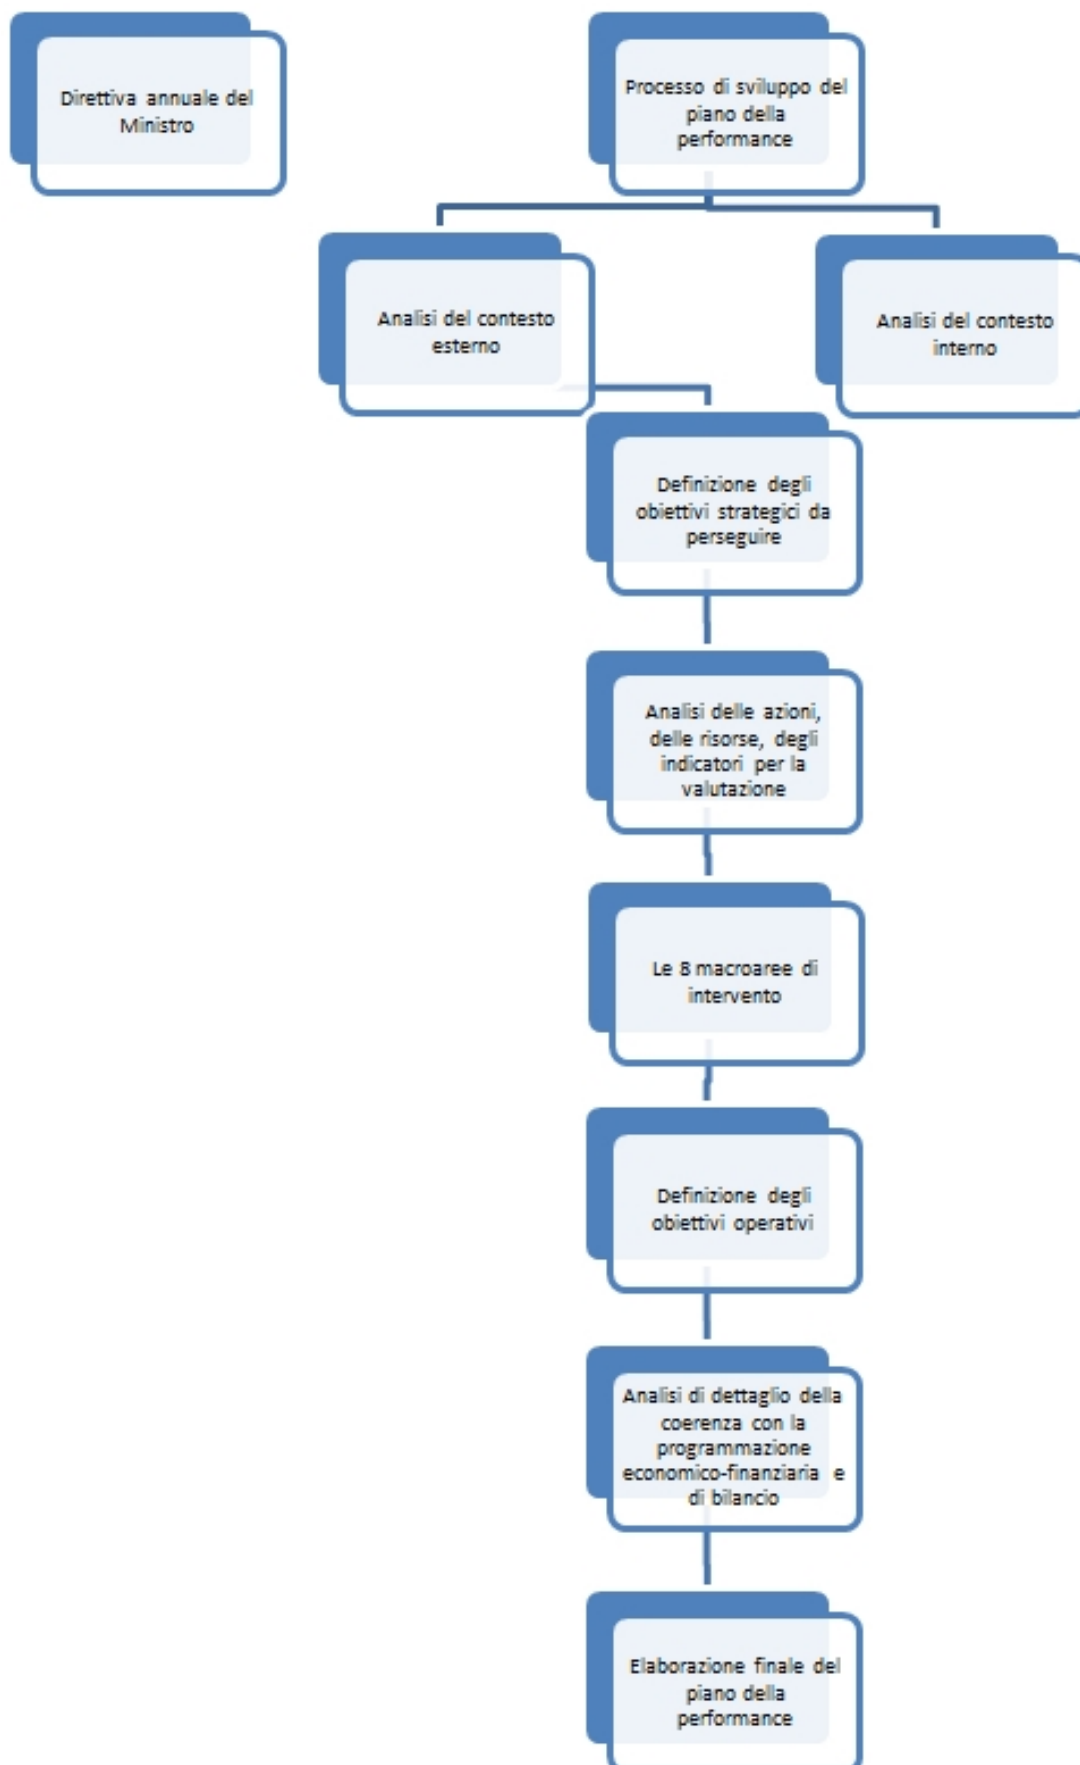 Direttiva annuale del
Ministro
Processo di sviluppo del
piano della
performance
Analisi del contesto
esterno
Analisi del contesto
interno
Definizione degli
obiettivi strategici da
perseguire
Analisi delle azioni,
delle risorse, degli
indicatori per la
valutazione
Le 8 macroaree di
intervento
Definizione degli
obiettivi operativi
Analisi di dettaglio della
coerenza con la
programmazione
economico-finanziaria e
di bilancio
Elaborazione finale del
piano della
performance